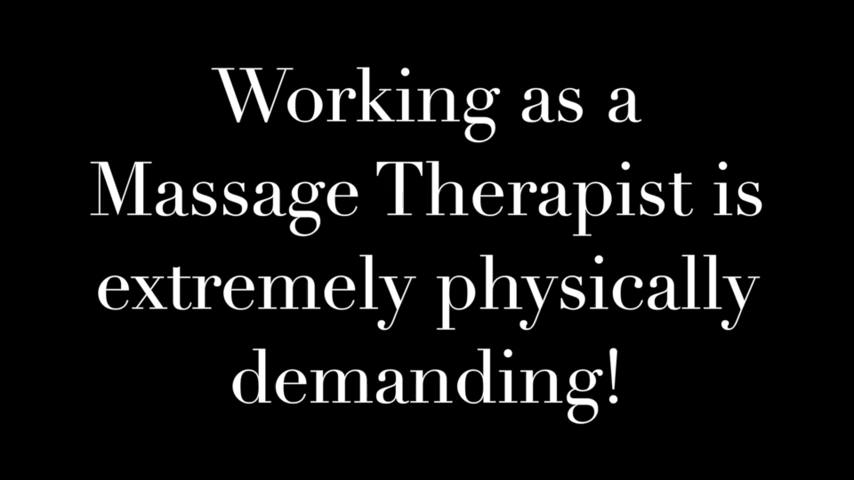 Working as a
Massage Therapist is
extremely physically
demanding!